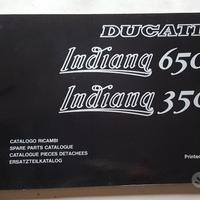 DUCATI
Indiana 650
Indiana 350
CATALOGO RICAMBI
SPARE PARTS CATALOGUE
CATALOGUE PIECES DETACHEES
ERSATZTEILKATALOG
Printed